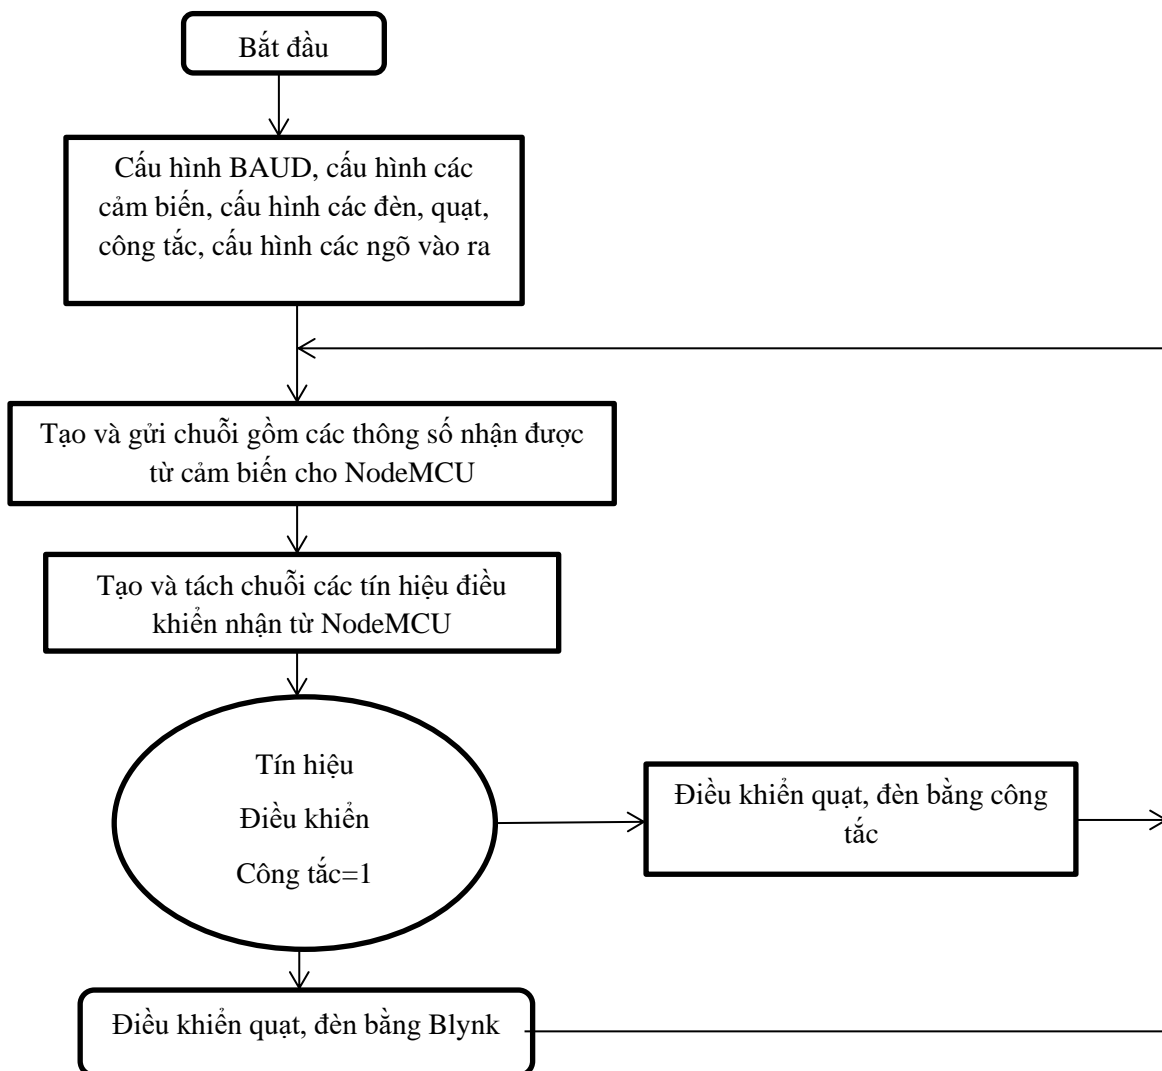 Bắt đầu
Cấu hình BAUD, cấu hình các
cảm biến, cấu hình các đèn, quạt,
công tắc, cấu hình các ngõ vào ra
Tạo và gửi chuỗi gồm các thông số nhận được
từ cảm biến cho NodeMCU
Tạo và tách chuỗi các tín hiệu điều
khiển nhận từ NodeMCU
Tín hiệu
Điều khiển
Công tắc=1
Điều khiển quạt, đèn bằng công
tắc
Điều khiển quạt, đèn bằng Blynk